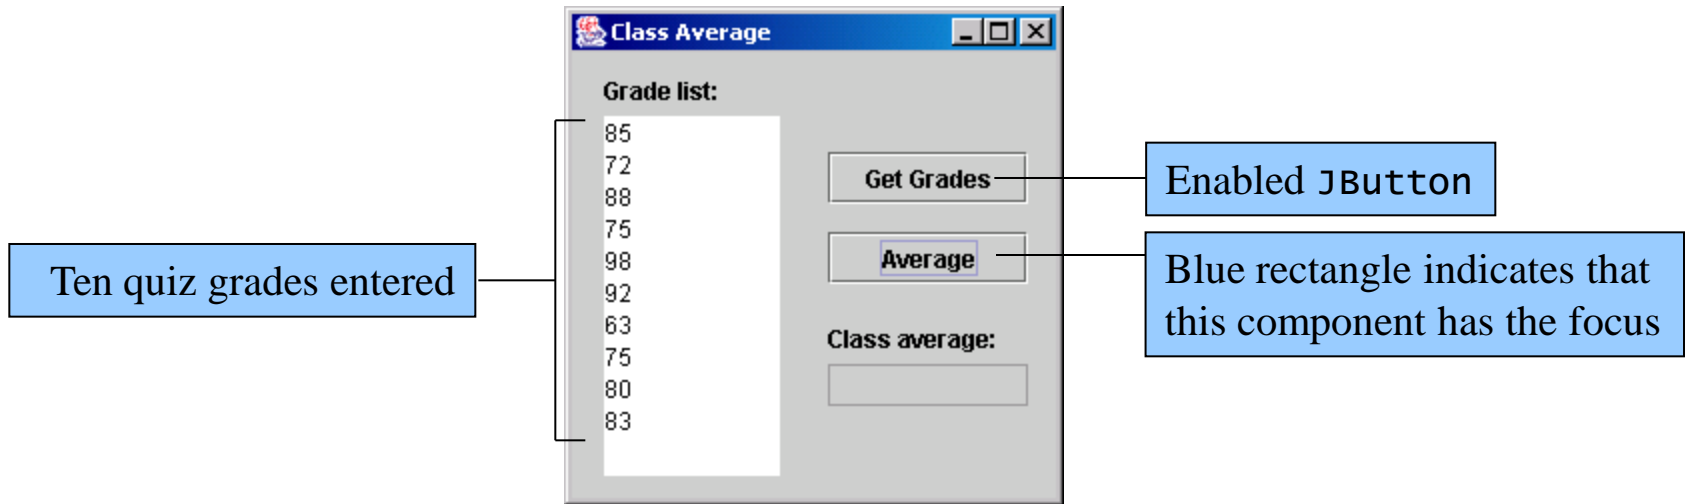 Class Average
Grade list:
85
72
88
75
98
92
63
75
80
83
Get Grades
Average
Class average:
Ten quiz grades entered
Enabled JButton
Blue rectangle indicates that
this component has the focus